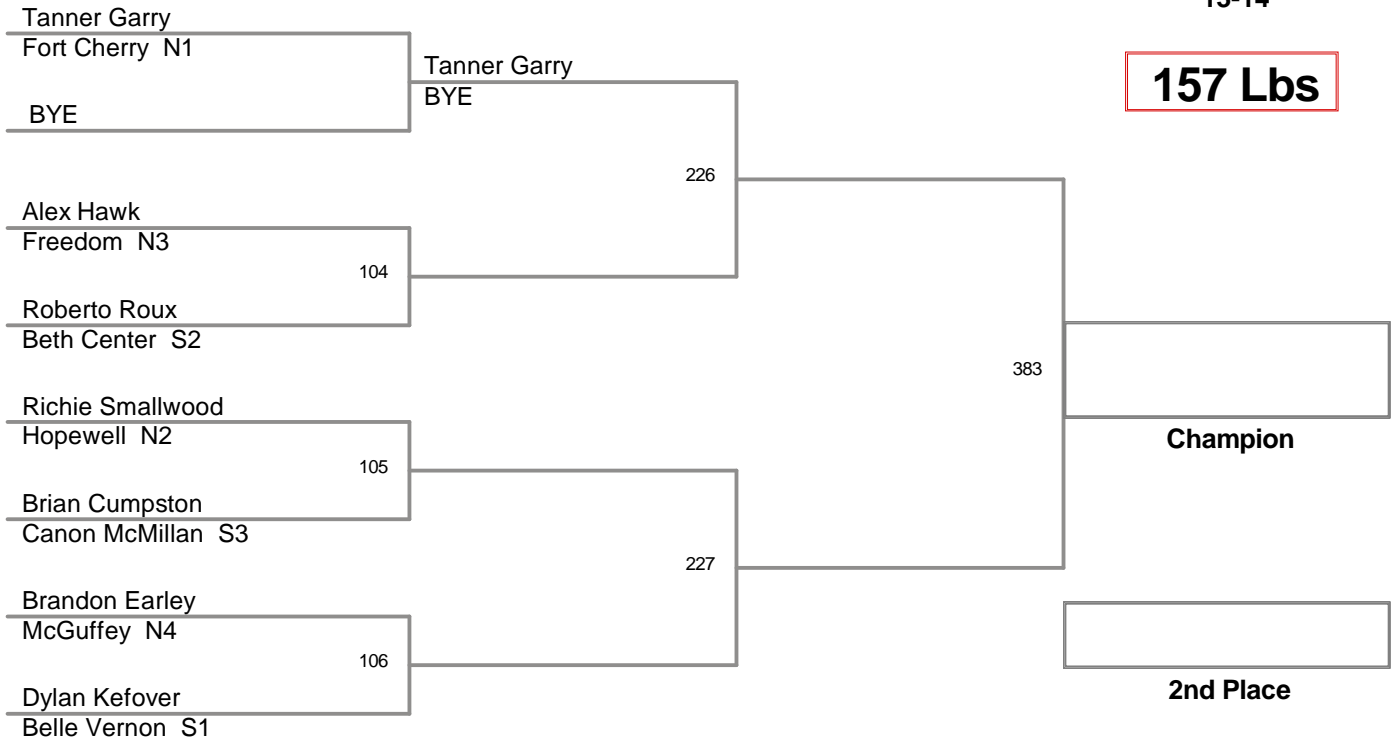 13-14
157 Lbs
Tanner Garry
Fort Cherry N1
BYE
Alex Hawk
Freedom N3
Roberto Roux
Beth Center S2
Richie Smallwood
Hopewell N2
Brian Cumpston
Canon McMillan S3
Brandon Earley
McGuffey N4
Dylan Kefover
Belle Vernon S1
104
105
106
Tanner Garry
BYE
226
227
383
Champion
2nd Place